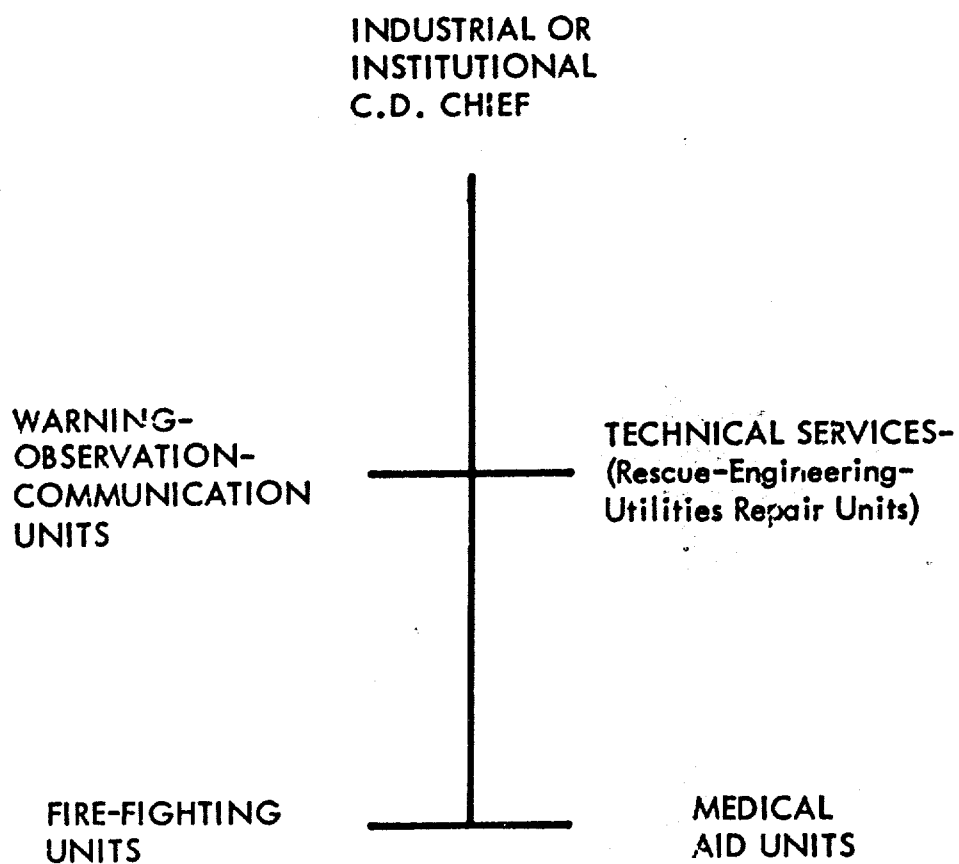 INDUSTRIAL OR
INSTITUTIONAL
C.D. CHIEF
WARNING-
OBSERVATION-
COMMUNICATION
UNITS
TECHNICAL SERVICES-
(Rescue-Engineering-
Utilities Repair Units)
FIRE-FIGHTING
UNITS
MEDICAL
AID UNITS